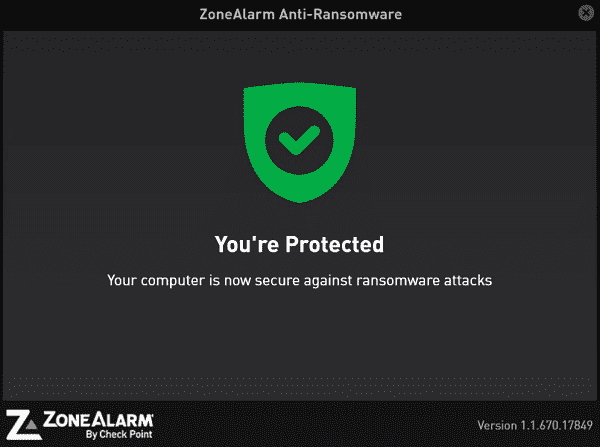 ZoneAlarm Anti-Ransomware
You're Protected
Your computer is now secure against ransomware attacks
ZONEALARM
By Check Point
Version 1.1.670.17849